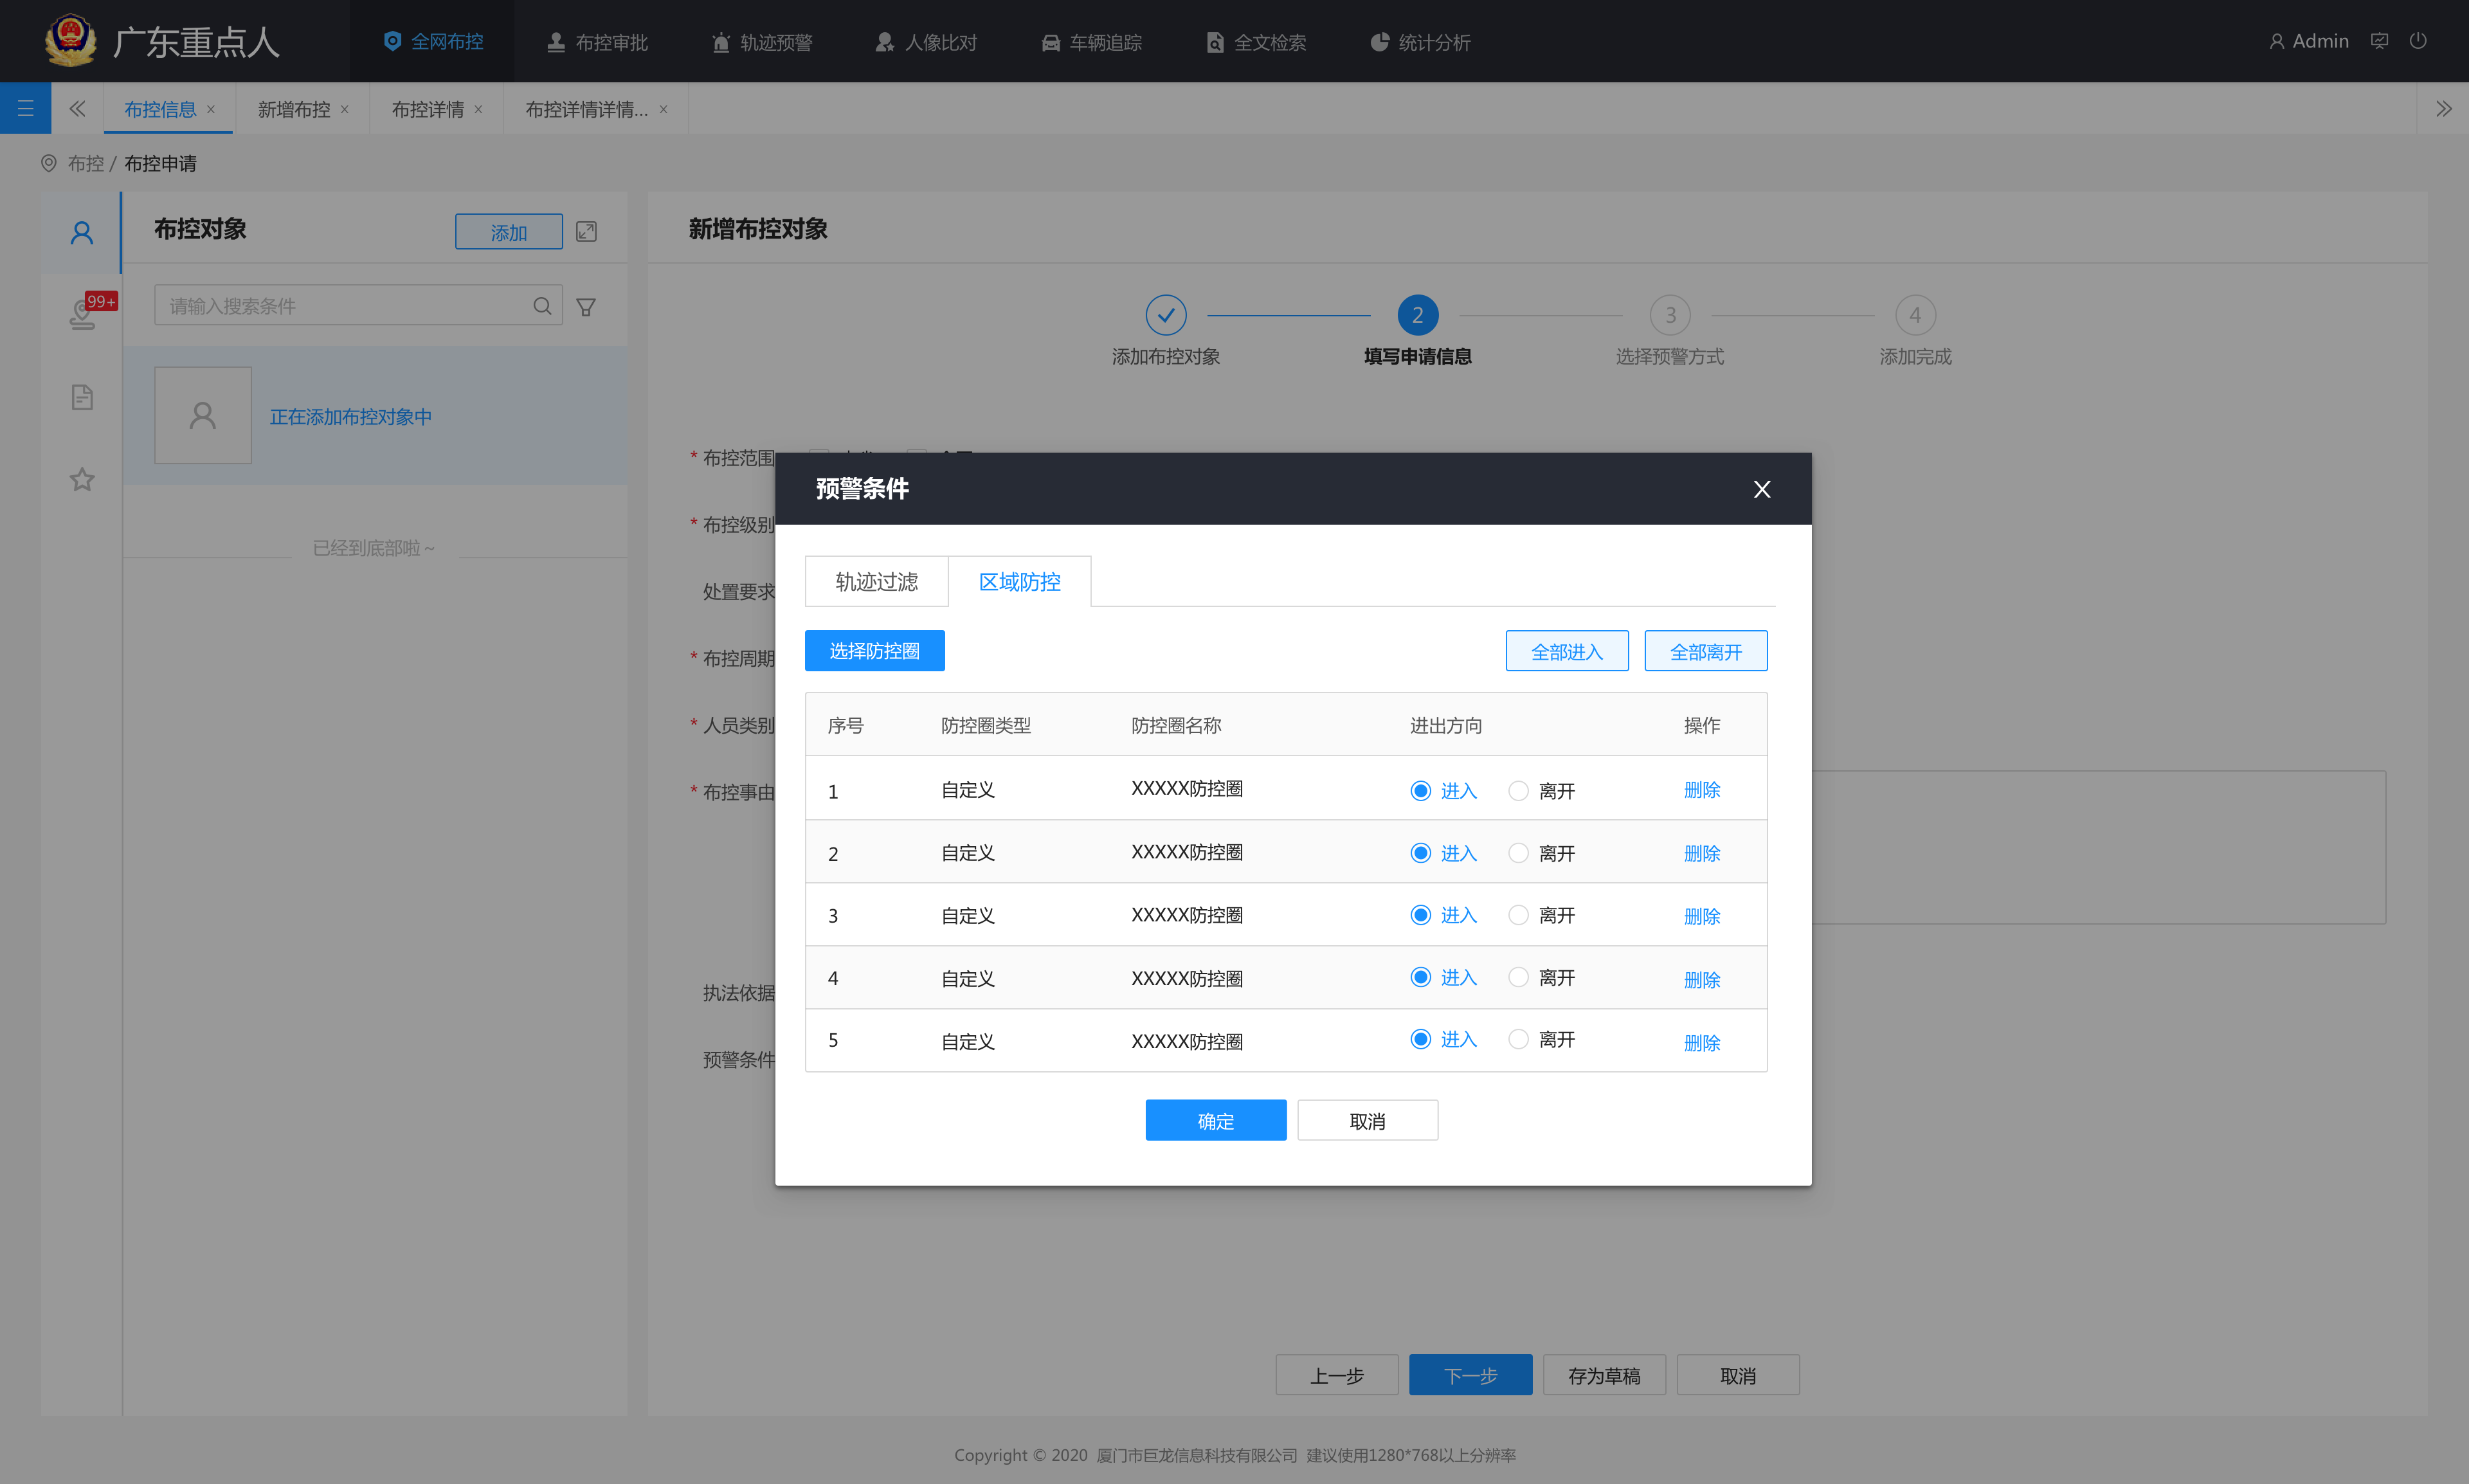 广东重点人 全网布控 布控审批 轨迹预警 人像比对 车辆追踪 全文检索 统计分析 Admin
布控信息 × 新增布控 × 布控详情 × 布控详情详情... ×
布控 / 布控申请
布控对象 添加
99+
请输入搜索条件
正在添加布控对象中
已经到底部啦～
新增布控对象
2 3 4
添加布控对象 填写申请信息 选择预警方式 添加完成
* 布控范围
* 布控级别
处置要求
* 布控周期
* 人员类别
* 布控事由
执法依据
预警条件
预警条件
轨迹过滤 区域防控
选择防控圈 全部进入 全部离开
序号 防控圈类型 防控圈名称 进出方向 操作
1 自定义 XXXXX防控圈 进入 离开 删除
2 自定义 XXXXX防控圈 进入 离开 删除
3 自定义 XXXXX防控圈 进入 离开 删除
4 自定义 XXXXX防控圈 进入 离开 删除
5 自定义 XXXXX防控圈 进入 离开 删除
确定 取消
上一步 下一步 存为草稿 取消
Copyright © 2020 厦门市巨龙信息科技有限公司 建议使用1280*768以上分辨率